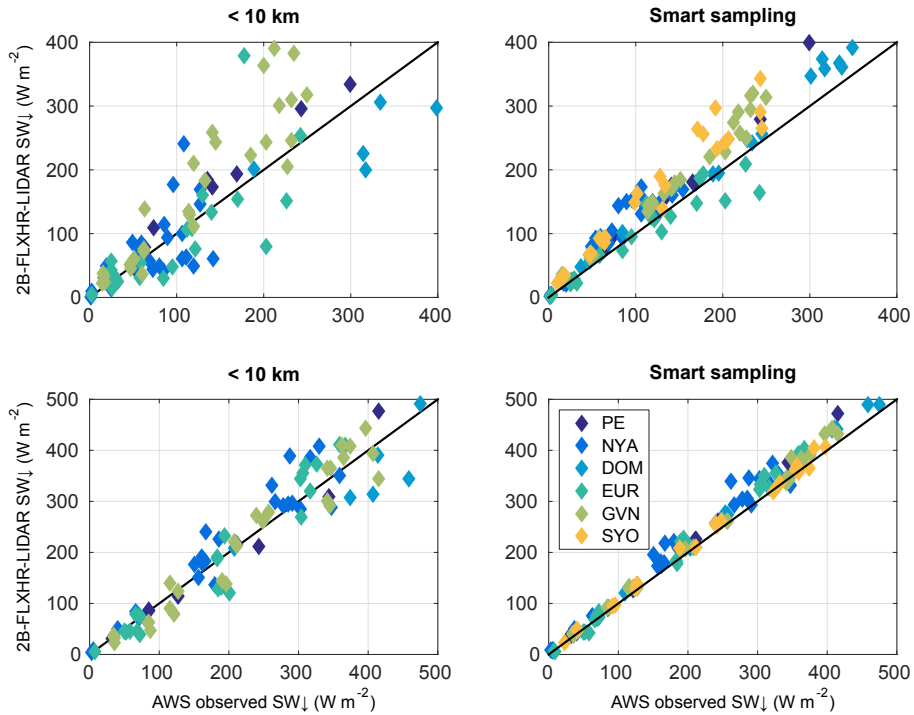 < 10 km
Smart sampling
2B-FLXHR-LIDAR SW↓ (W m-2)
400
300
200
100
0
0 100 200 300 400
400
300
200
100
0
0 100 200 300 400
< 10 km
Smart sampling
2B-FLXHR-LIDAR SW↓ (W m-2)
500
400
300
200
100
0
0 100 200 300 400 500
AWS observed SW↓ (W m-2)
500
400
300
200
100
0
PE
NYA
DOM
EUR
GVN
SYO
0 100 200 300 400 500
AWS observed SW↓ (W m-2)